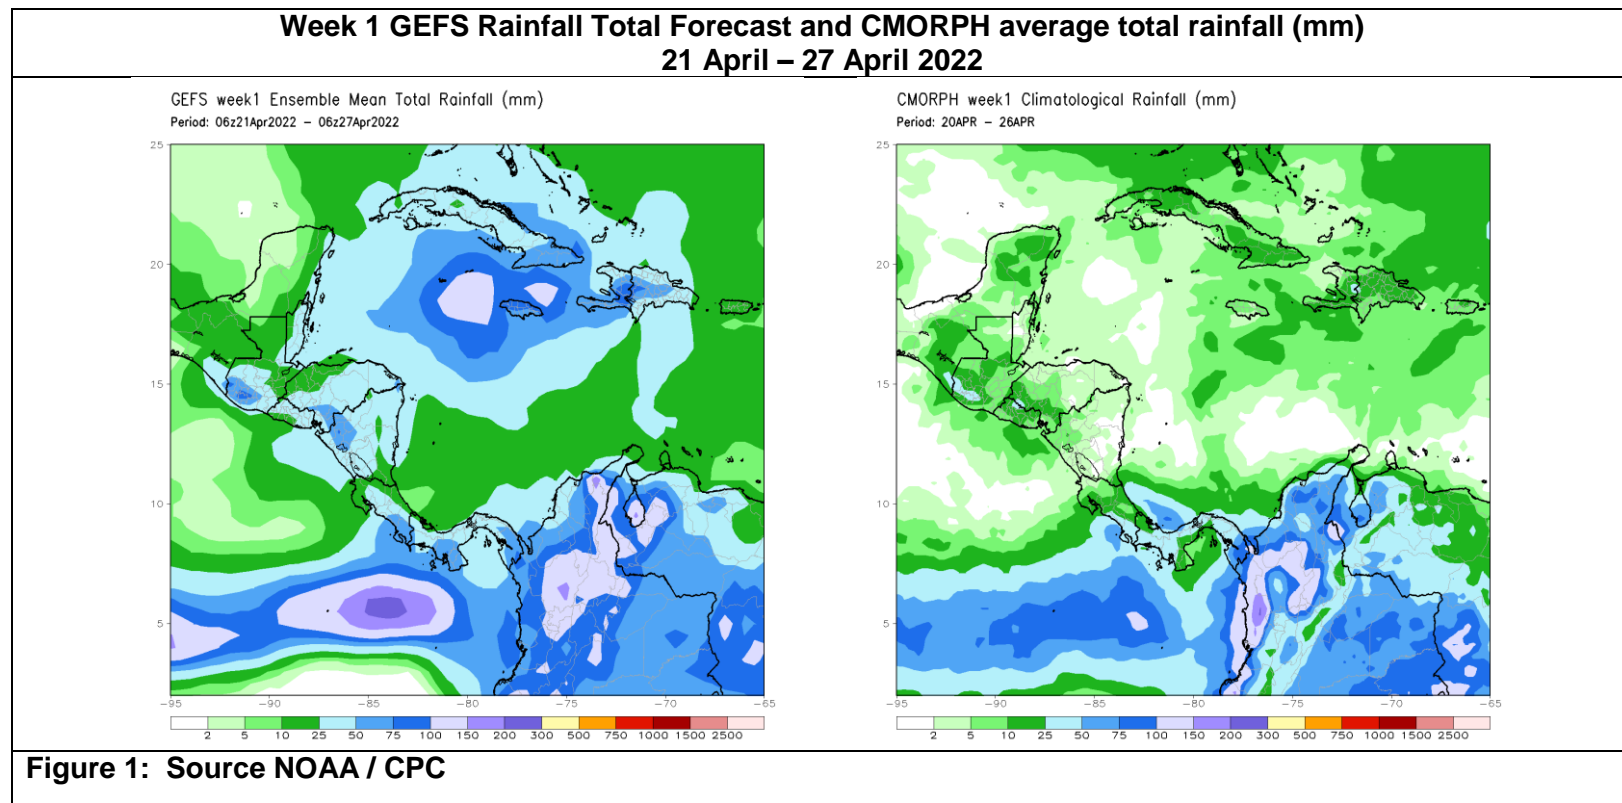 Week 1 GEFS Rainfall Total Forecast and CMORPH average total rainfall (mm)
21 April – 27 April 2022
GEFS week1 Ensemble Mean Total Rainfall (mm)
Period: 06z21Apr2022 – 06z27Apr2022
25
20
15
10
5
−95 −90 −85 −80 −75 −70 −65
2 5 10 25 50 75 100 150 200 300 500 750 1000 1500 2500
CMORPH week1 Climatological Rainfall (mm)
Period: 20APR – 26APR
25
20
15
10
5
−95 −90 −85 −80 −75 −70 −65
2 5 10 25 50 75 100 150 200 300 500 750 1000 1500 2500
Figure 1: Source NOAA / CPC